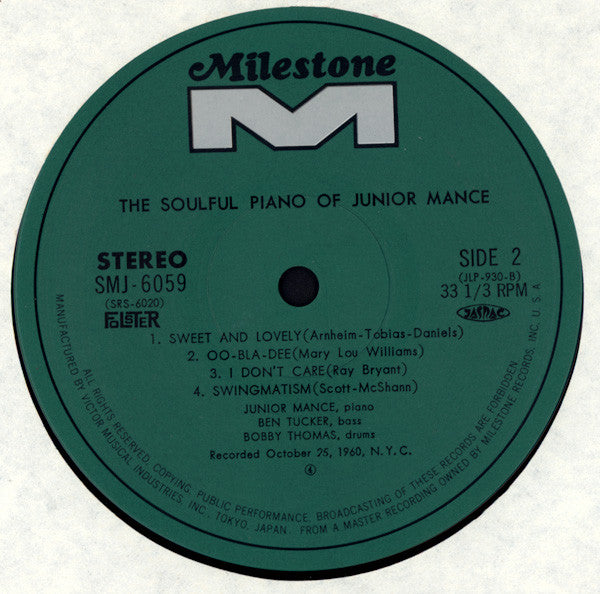 Milestone
M
THE SOULFUL PIANO OF JUNIOR MANCE
STEREO
SMJ-6059
(SRS-6020)
FOLSTER
SIDE 2
(JLP-930-B)
33 1/3 RPM
JASRAC
1. SWEET AND LOVELY(Arnheim-Tobias-Daniels)
2. OO-BLA-DEE(Mary Lou Williams)
3. I DON'T CARE(Ray Bryant)
4. SWINGMATISM(Scott-McShann)
JUNIOR MANCE, piano
BEN TUCKER, bass
BOBBY THOMAS, drums
Recorded October 25, 1960, N.Y.C.
④
ALL RIGHTS RESERVED. COPYING, PUBLIC PERFORMANCE, BROADCASTING OF THESE RECORDS ARE FORBIDDEN
MANUFACTURED BY VICTOR MUSICAL INDUSTRIES, INC., TOKYO, JAPAN. FROM A MASTER RECORDING OWNED BY MILESTONE RECORDS, INC. U.S.A.